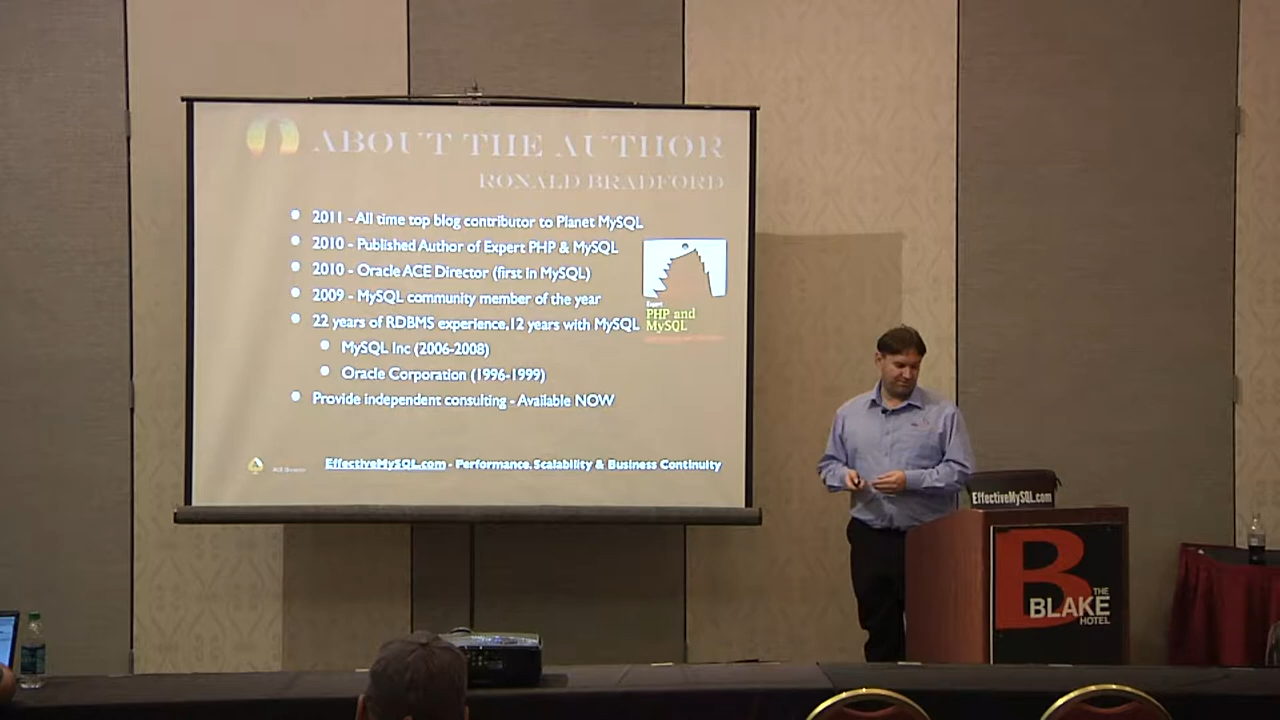 ABOUT THE AUTHOR
RONALD BRADFORD
2011 - All time top blog contributor to Planet MySQL
2010 - Published Author of Expert PHP & MySQL
2010 - Oracle ACE Director (first in MySQL)
2009 - MySQL community member of the year
22 years of RDBMS experience, 12 years with MySQL
MySQL Inc (2006-2008)
Oracle Corporation (1996-1999)
Provide independent consulting - Available NOW
Expert
PHP and
MySQL
ACE Director
EffectiveMySQL.com - Performance, Scalability & Business Continuity
EffectiveMySQL.com
B
THE
BLAKE
HOTEL